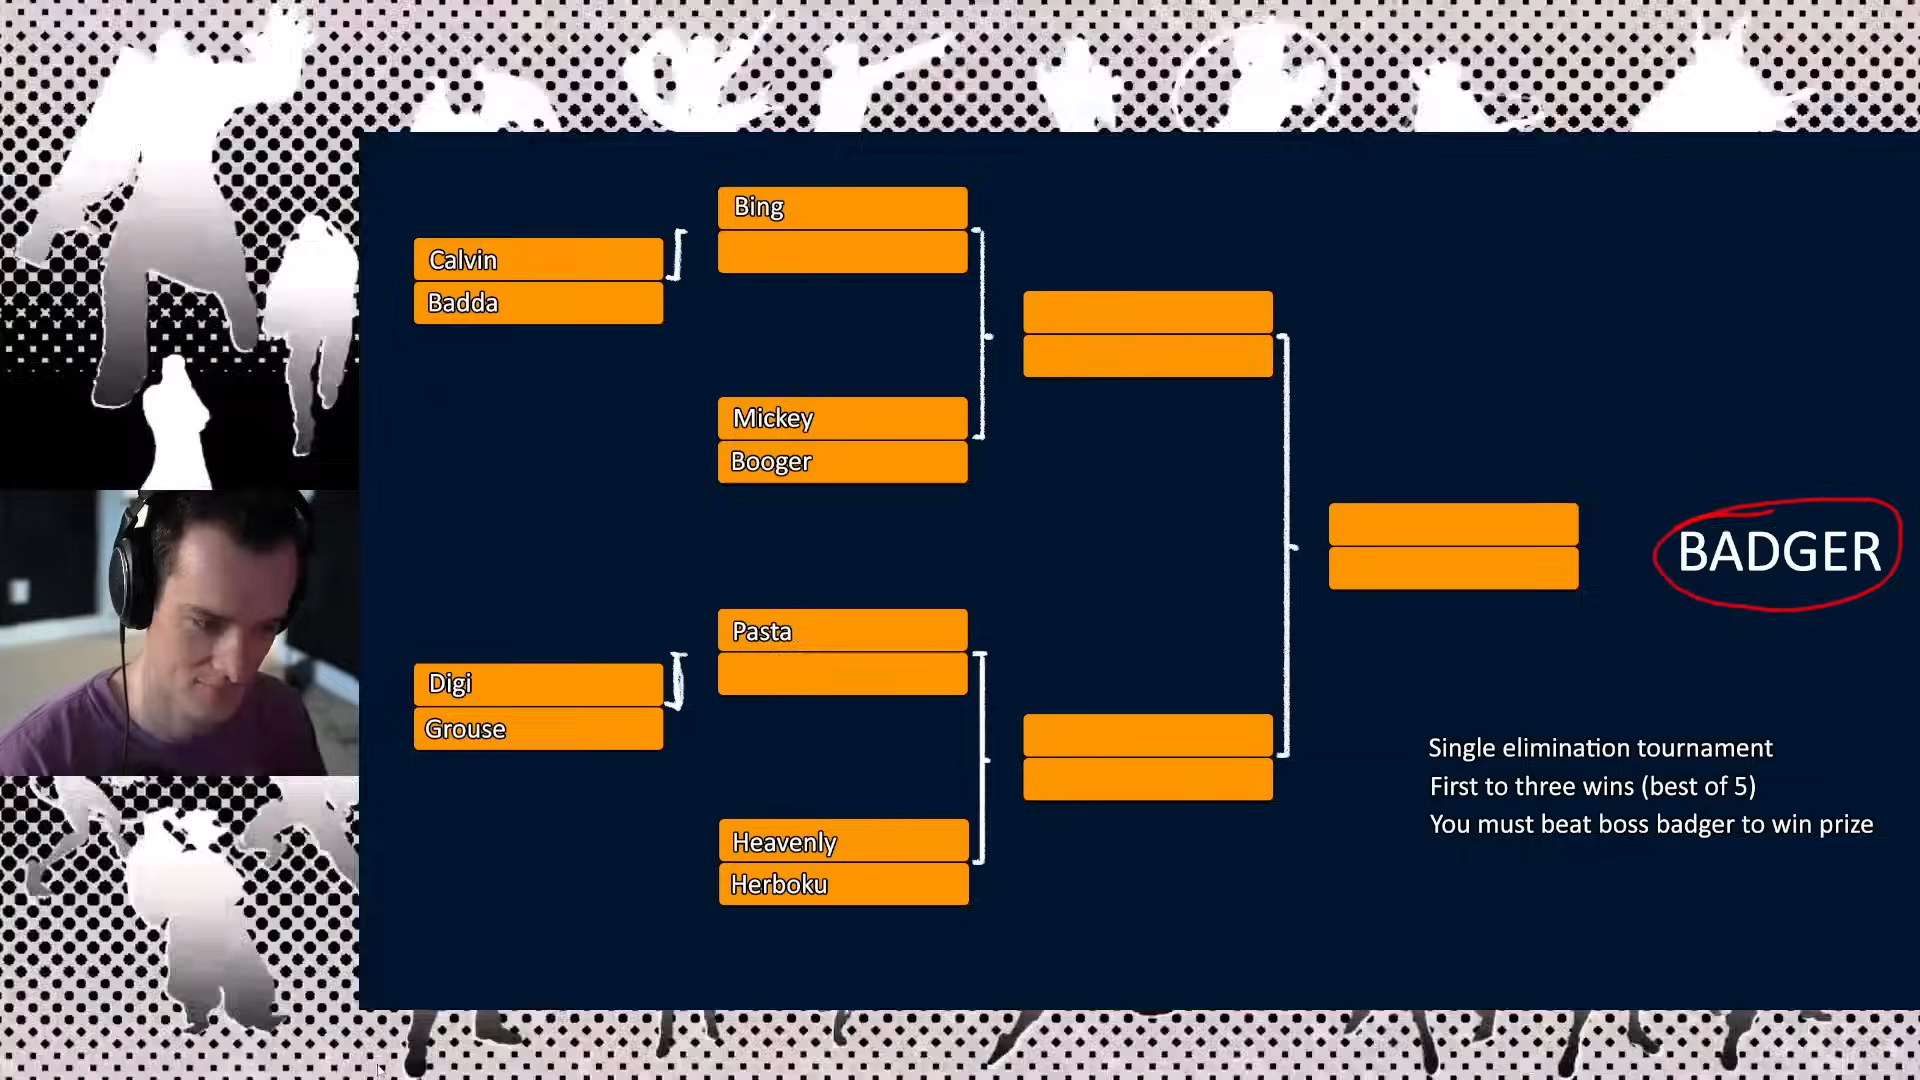 Bing
Calvin
Badda
Mickey
Booger
BADGER
Pasta
Digi
Grouse
Single elimination tournament
First to three wins (best of 5)
You must beat boss badger to win prize
Heavenly
Herboku